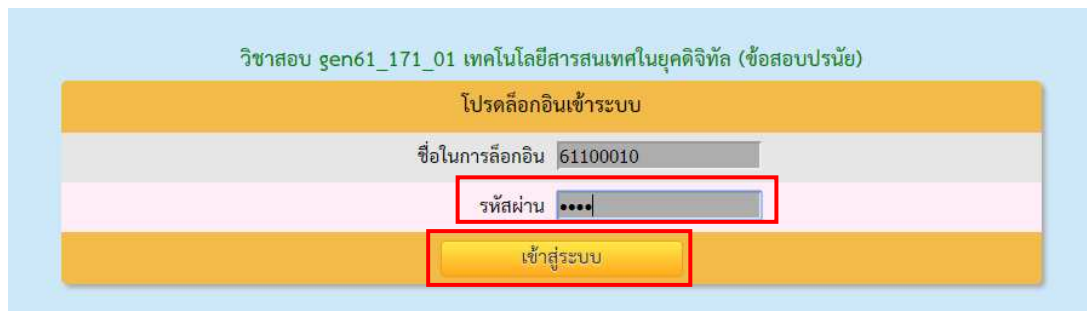 วิชาสอบ gen61_171_01 เทคโนโลยีสารสนเทศในยุคดิจิทัล (ข้อสอบปรนัย)
โปรดล็อกอินเข้าระบบ
ชื่อในการล็อกอิน 61100010
รหัสผ่าน ••••
เข้าสู่ระบบ